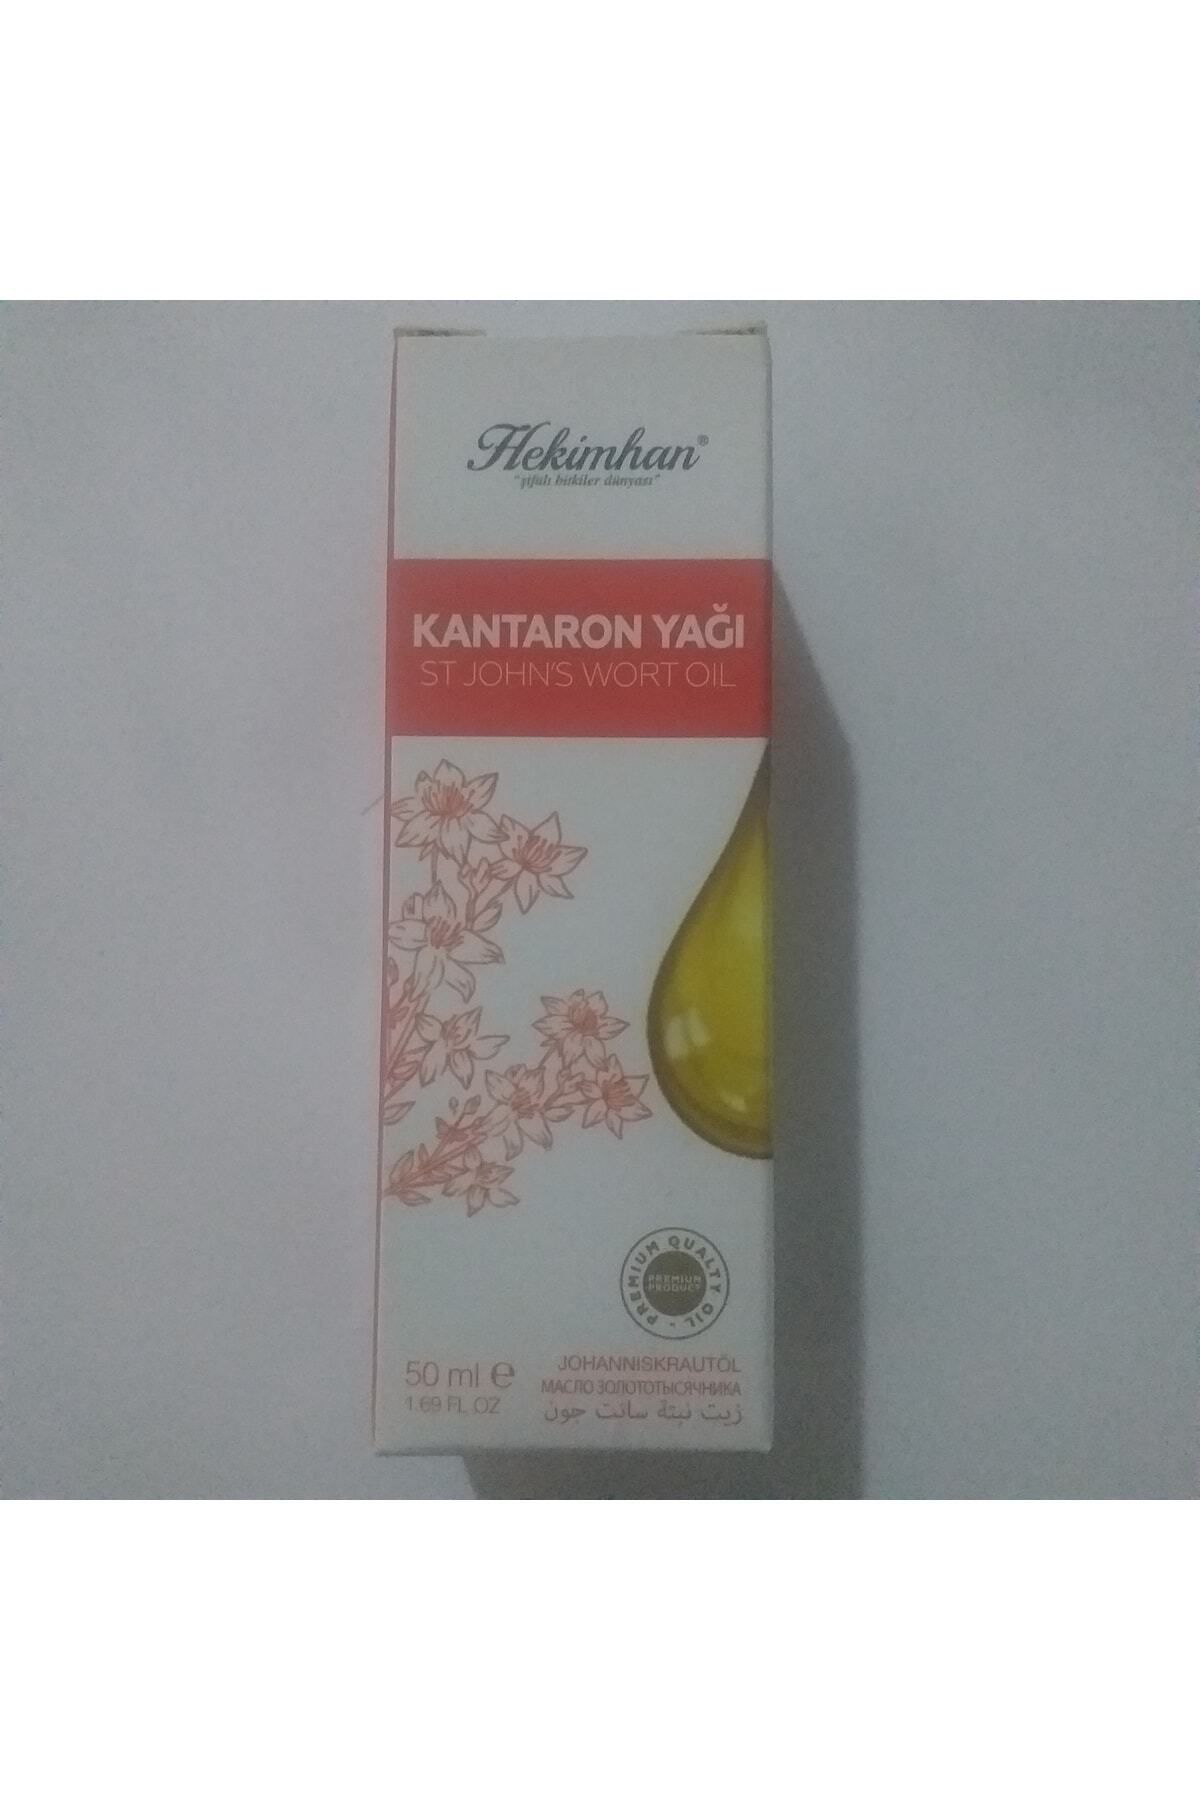 Hekimhan®
"şifalı bitkiler dünyası"
KANTARON YAĞI
ST JOHN'S WORT OIL
PREMIUM QUALTY OIL -
PREMIUM
PRODUCT
50 ml ℮
1.69 FL OZ
JOHANNISKRAUTÖL
МАСЛО ЗОЛОТОТЫСЯЧНИКА
زيت نبتة سانت جون